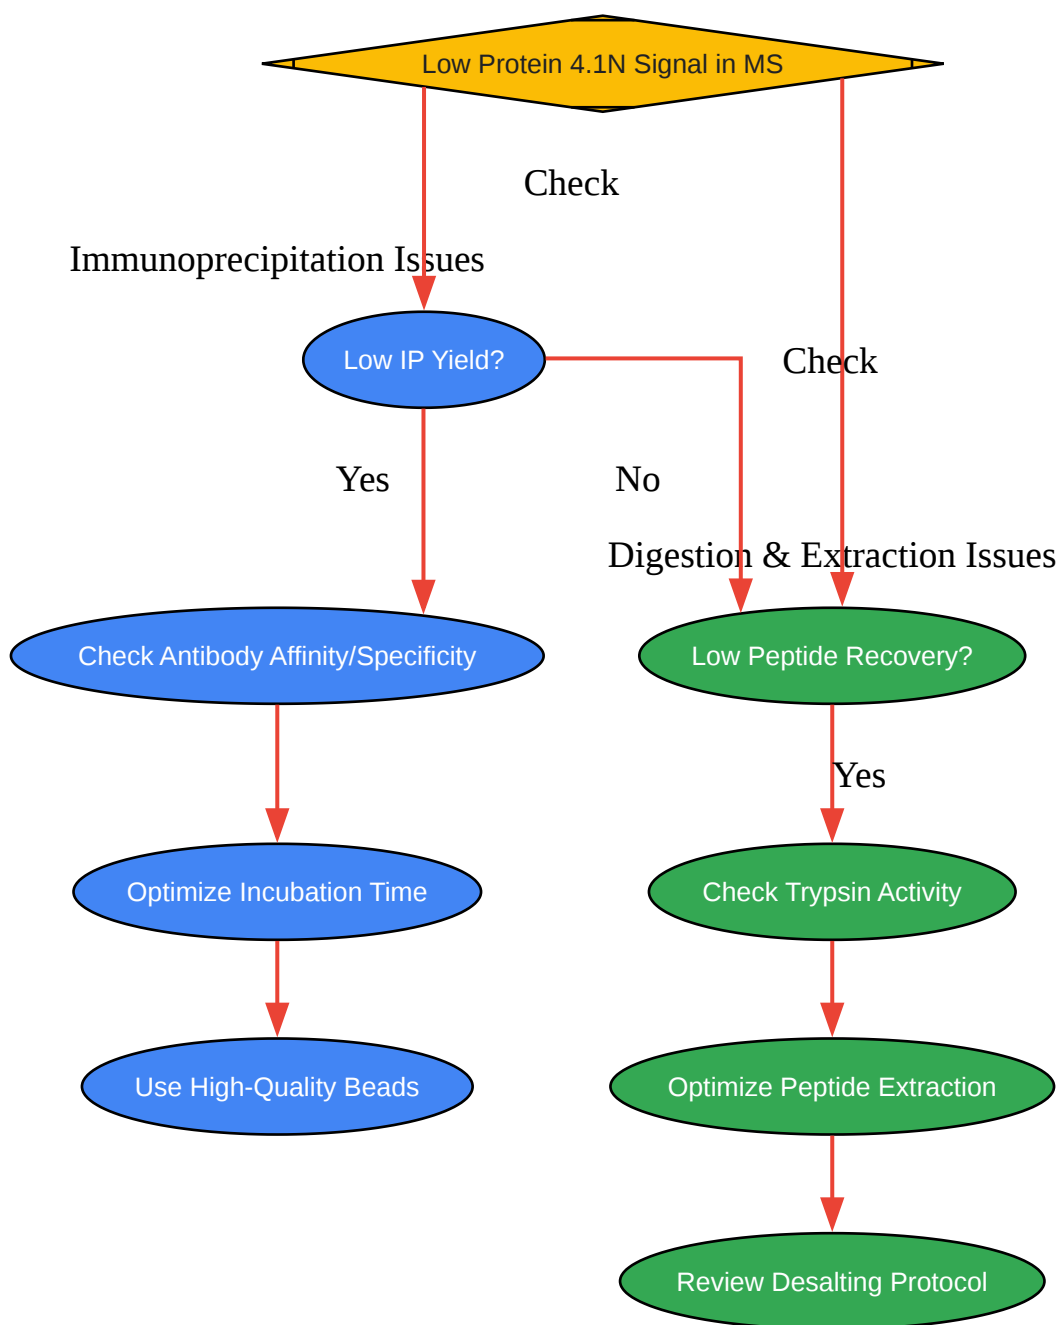 Low Protein 4.1N Signal in MS
Check
Immunoprecipitation Issues
Low IP Yield?
Check
Yes
No
Digestion & Extraction Issues
Check Antibody Affinity/Specificity
Low Peptide Recovery?
Yes
Optimize Incubation Time
Check Trypsin Activity
Use High-Quality Beads
Optimize Peptide Extraction
Review Desalting Protocol